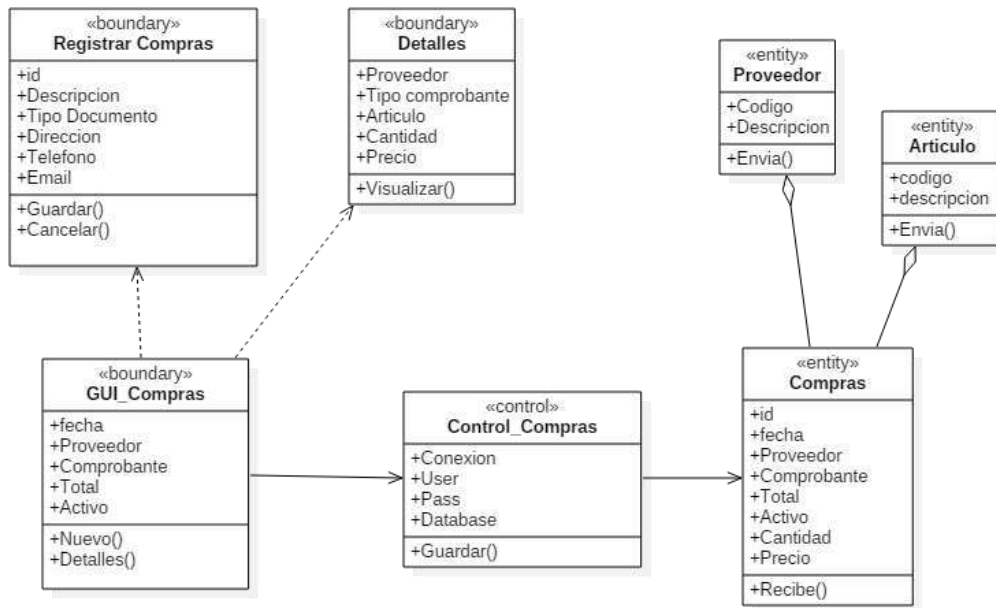 «boundary»
Registrar Compras
+id
+Descripcion
+Tipo Documento
+Direccion
+Telefono
+Email
+Guardar()
+Cancelar()
«boundary»
Detalles
+Proveedor
+Tipo comprobante
+Articulo
+Cantidad
+Precio
+Visualizar()
«entity»
Proveedor
+Codigo
+Descripcion
+Envia()
«entity»
Articulo
+codigo
+descripcion
+Envia()
«boundary»
GUI_Compras
+fecha
+Proveedor
+Comprobante
+Total
+Activo
+Nuevo()
+Detalles()
«control»
Control_Compras
+Conexion
+User
+Pass
+Database
+Guardar()
«entity»
Compras
+id
+fecha
+Proveedor
+Comprobante
+Total
+Activo
+Cantidad
+Precio
+Recibe()